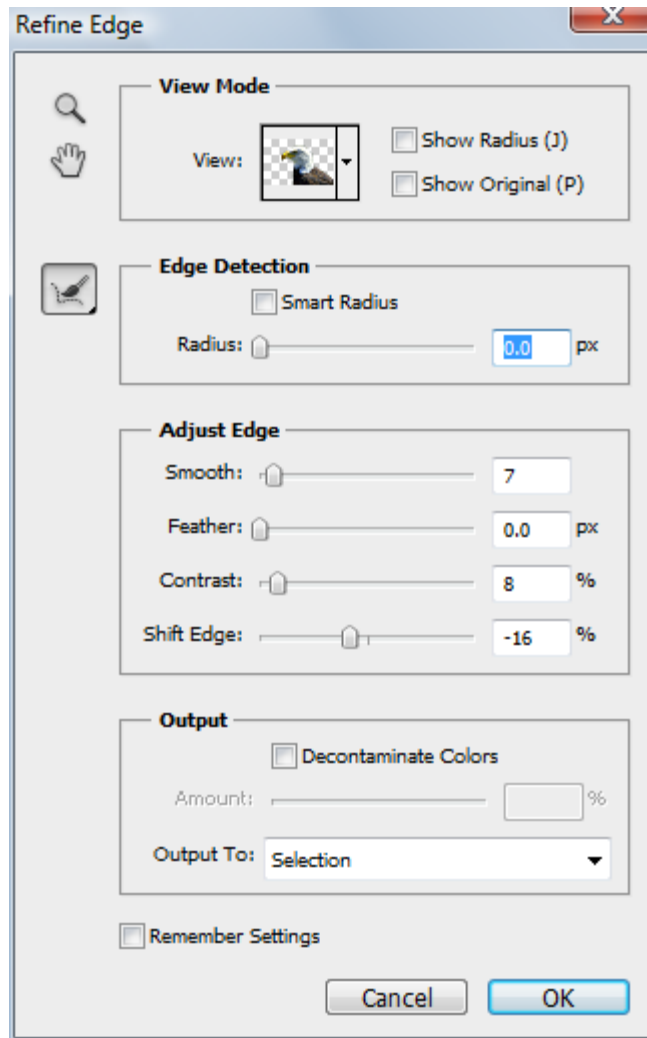 Refine Edge
View Mode
View:
Show Radius (J)
Show Original (P)
Edge Detection
Smart Radius
Radius: 0.0 px
Adjust Edge
Smooth: 7
Feather: 0.0 px
Contrast: 8 %
Shift Edge: -16 %
Output
Decontaminate Colors
Amount: %
Output To: Selection
Remember Settings
Cancel OK